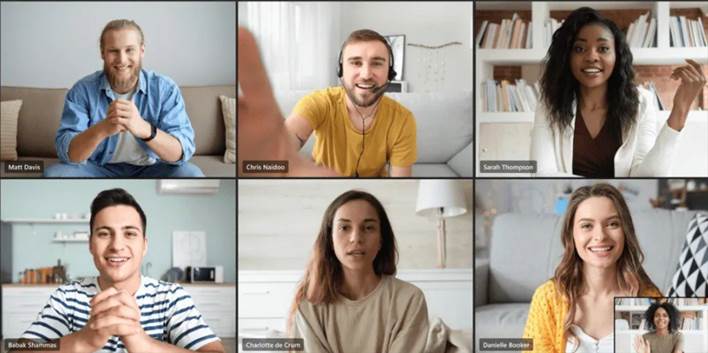 Matt Davis
Chris Naidoo
Sarah Thompson
Babak Shammas
Charlotte de Crum
Danielle Booker